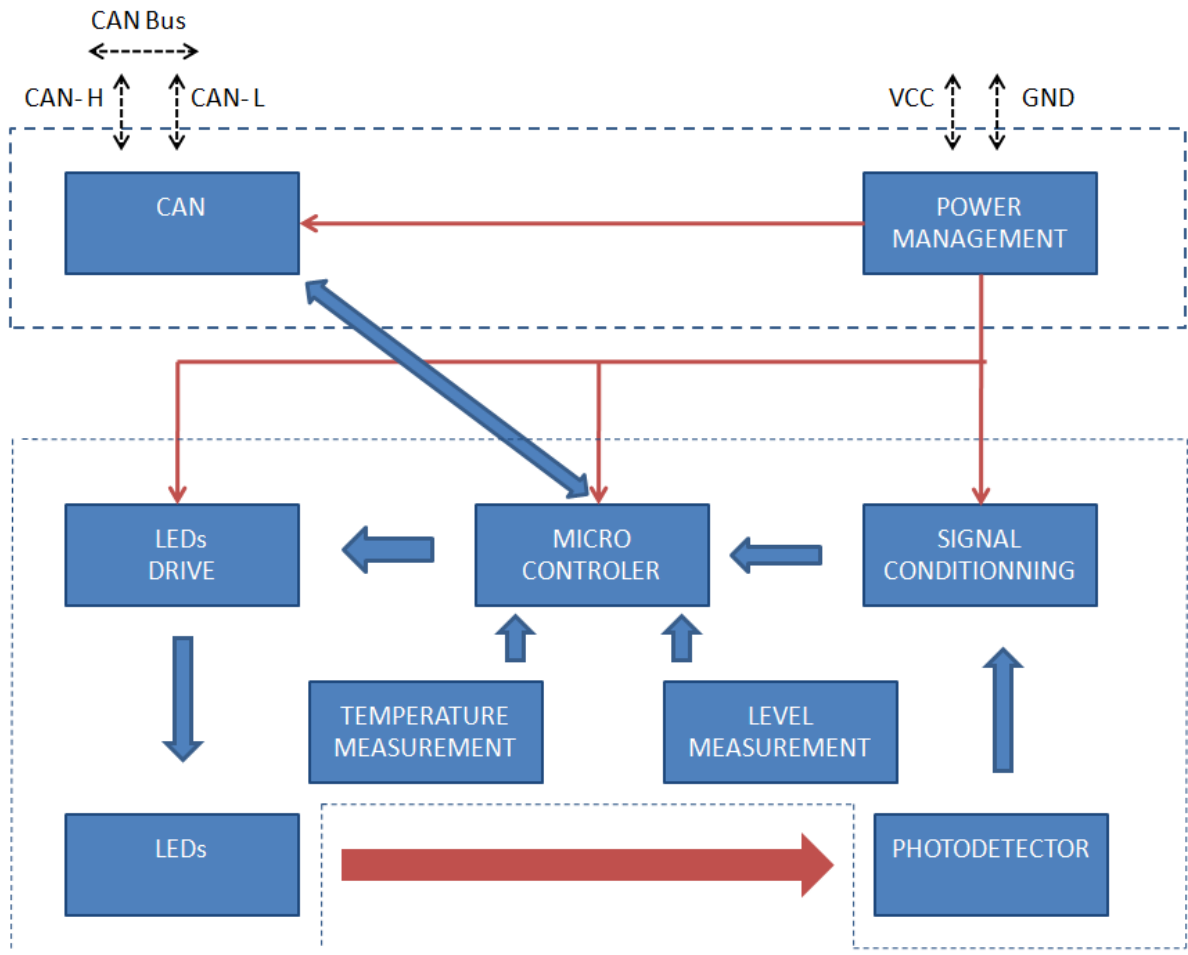 CAN Bus
CAN- H
CAN- L
VCC
GND
CAN
POWER
MANAGEMENT
LEDs
DRIVE
MICRO
CONTROLER
SIGNAL
CONDITIONNING
TEMPERATURE
MEASUREMENT
LEVEL
MEASUREMENT
LEDs
PHOTODETECTOR